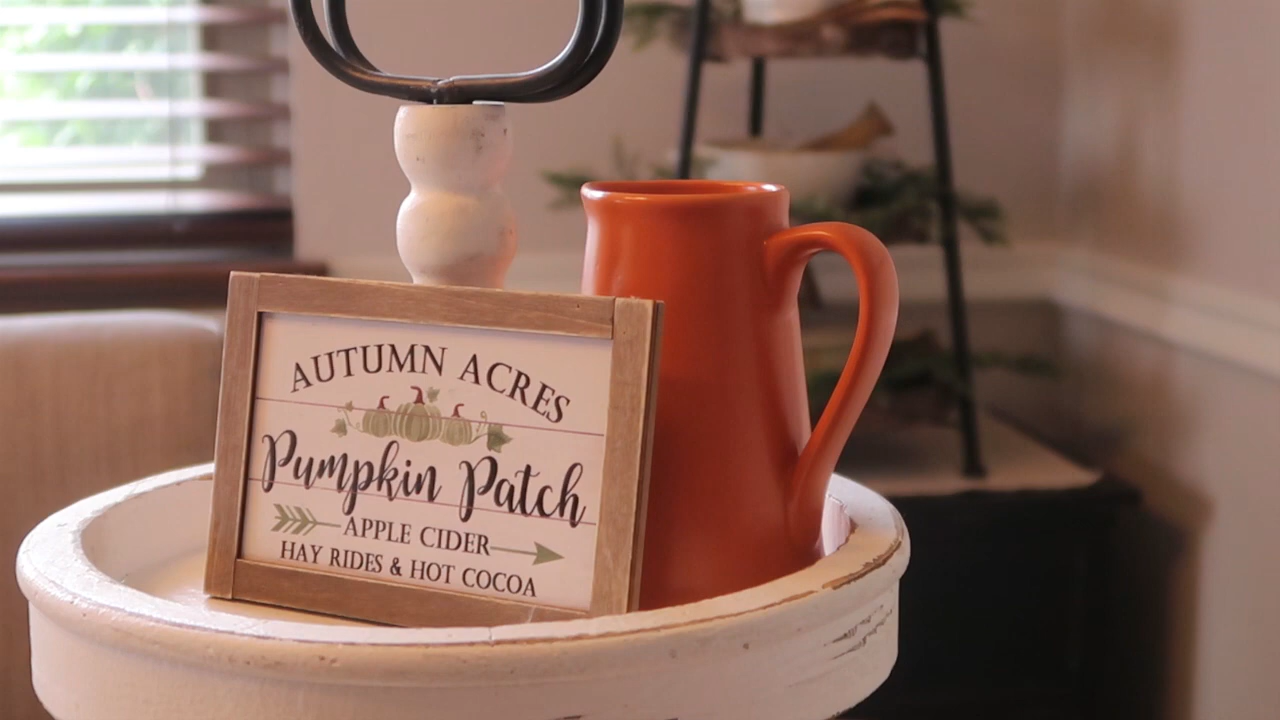 AUTUMN ACRES
Pumpkin Patch
APPLE CIDER
HAY RIDES & HOT COCOA